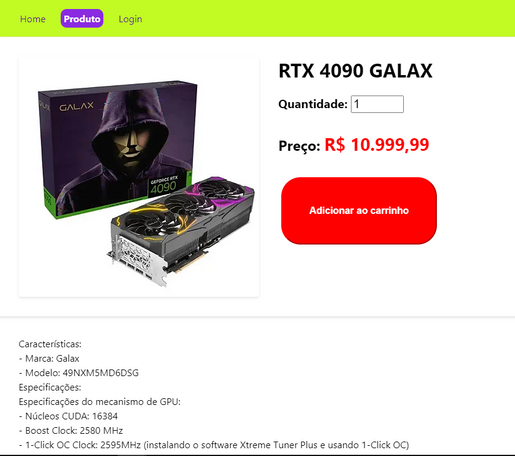 Home
Produto
Login
RTX 4090 GALAX
Quantidade: 1
Preço: R$ 10.999,99
Adicionar ao carrinho
GALAX
GEFORCE RTX
4090
Características:
- Marca: Galax
- Modelo: 49NXM5MD6DSG
Especificações:
Especificações do mecanismo de GPU:
- Núcleos CUDA: 16384
- Boost Clock: 2580 MHz
- 1-Click OC Clock: 2595MHz (instalando o software Xtreme Tuner Plus e usando 1-Click OC)